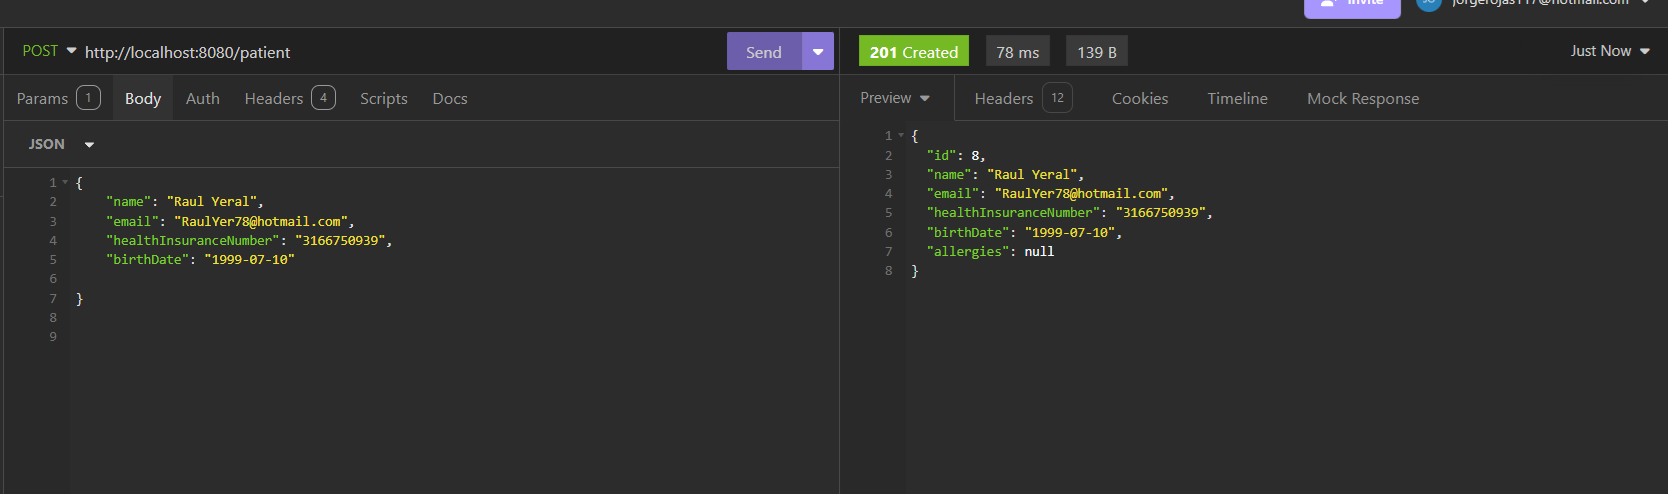 Invite jorgerojas117@hotmail.com
POST http://localhost:8080/patient Send 201 Created 78 ms 139 B Just Now
Params 1 Body Auth Headers 4 Scripts Docs
Preview Headers 12 Cookies Timeline Mock Response
JSON
1 {
2 "name": "Raul Yeral",
3 "email": "RaulYer78@hotmail.com",
4 "healthInsuranceNumber": "3166750939",
5 "birthDate": "1999-07-10"
6
7 }
8
9
1 {
2 "id": 8,
3 "name": "Raul Yeral",
4 "email": "RaulYer78@hotmail.com",
5 "healthInsuranceNumber": "3166750939",
6 "birthDate": "1999-07-10",
7 "allergies": null
8 }